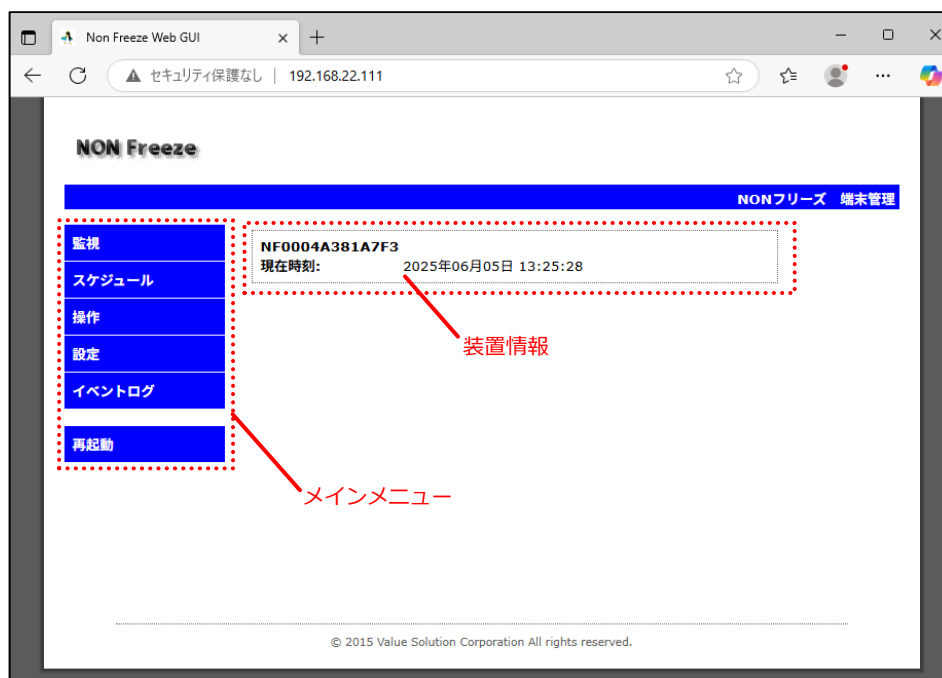 Non Freeze Web GUI
セキュリティ保護なし 192.168.22.111
NON Freeze
NONフリーズ 端末管理
監視
スケジュール
操作
設定
イベントログ
再起動
NF0004A381A7F3
現在時刻: 2025年06月05日 13:25:28
装置情報
メインメニュー
© 2015 Value Solution Corporation All rights reserved.